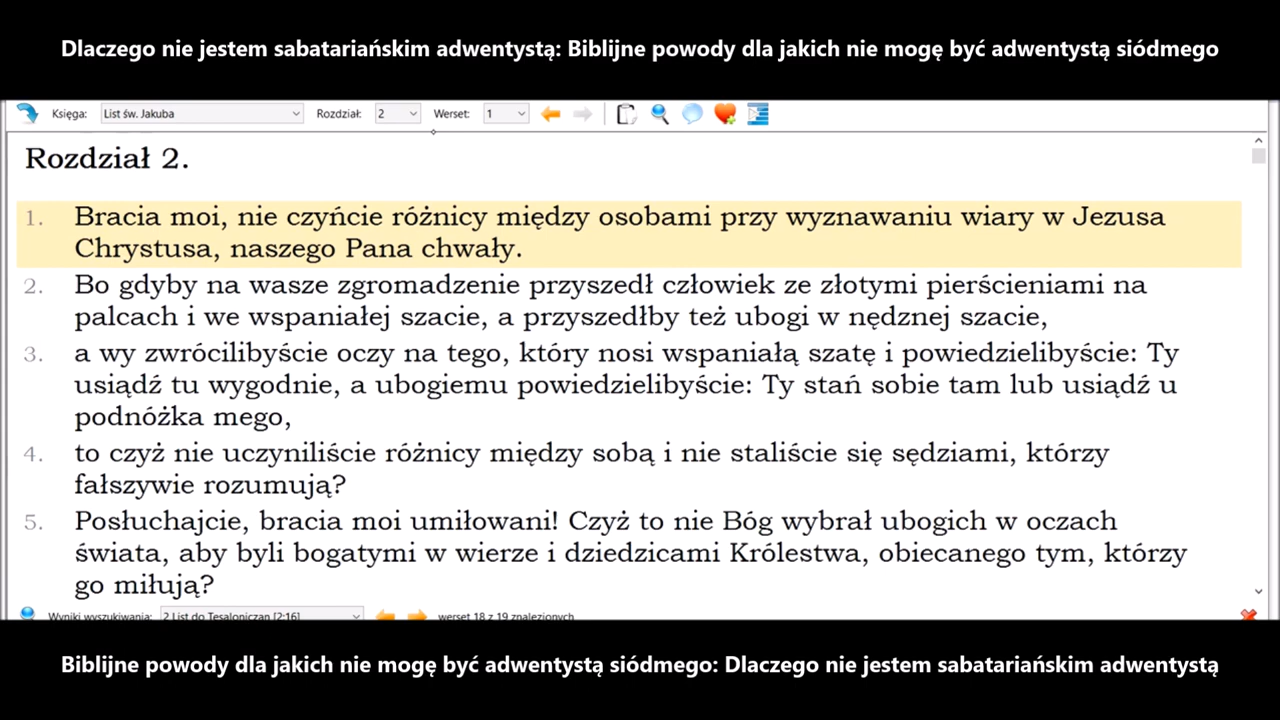 Dlaczego nie jestem sabatariańskim adwentystą: Biblijne powody dla jakich nie mogę być adwentystą siódmego
Księga: List św. Jakuba Rozdział: 2 Werset: 1
Rozdział 2.
1. Bracia moi, nie czyńcie różnicy między osobami przy wyznawaniu wiary w Jezusa
Chrystusa, naszego Pana chwały.
2. Bo gdyby na wasze zgromadzenie przyszedł człowiek ze złotymi pierścieniami na
palcach i we wspaniałej szacie, a przyszedłby też ubogi w nędznej szacie,
3. a wy zwrócilibyście oczy na tego, który nosi wspaniałą szatę i powiedzielibyście: Ty
usiądź tu wygodnie, a ubogiemu powiedzielibyście: Ty stań sobie tam lub usiądź u
podnóżka mego,
4. to czyż nie uczyniliście różnicy między sobą i nie staliście się sędziami, którzy
fałszywie rozumują?
5. Posłuchajcie, bracia moi umiłowani! Czyż to nie Bóg wybrał ubogich w oczach
świata, aby byli bogatymi w wierze i dziedzicami Królestwa, obiecanego tym, którzy
go miłują?
Wyniki wyszukiwania: 2 List do Tesaloniczan [2:16] werset 18 z 19 znalezionych
Biblijne powody dla jakich nie mogę być adwentystą siódmego: Dlaczego nie jestem sabatariańskim adwentystą